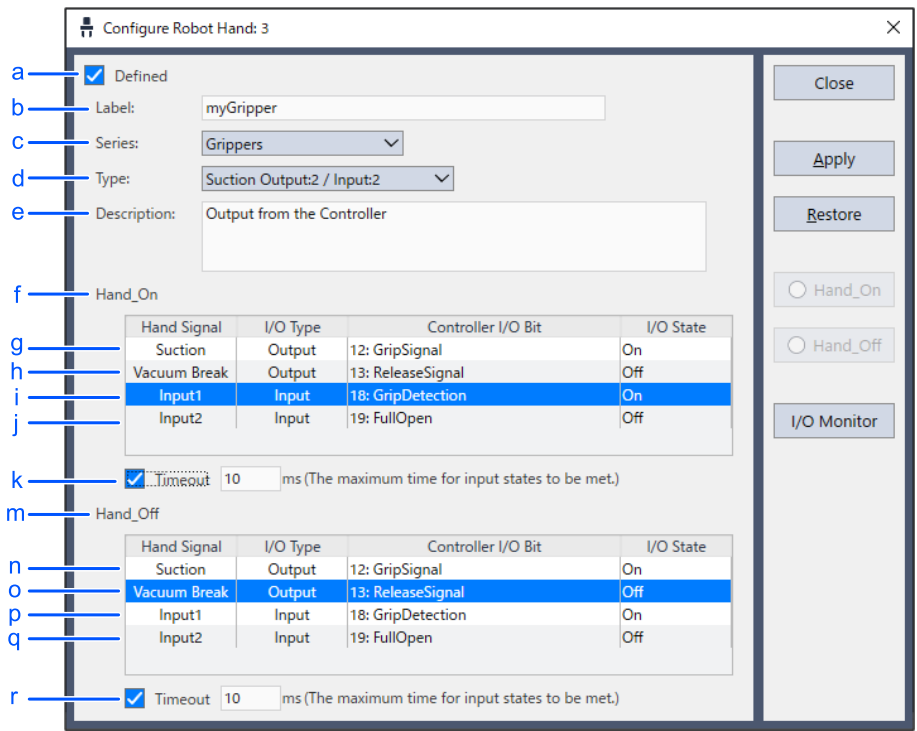 Configure Robot Hand: 3
a Defined Close
b Label: myGripper
c Series: Grippers Apply
d Type: Suction Output:2 / Input:2
e Description: Output from the Controller Restore
f Hand_On Hand_On
Hand Signal I/O Type Controller I/O Bit I/O State
g Suction Output 12: GripSignal On Hand_Off
h Vacuum Break Output 13: ReleaseSignal Off
i Input1 Input 18: GripDetection On
j Input2 Input 19: FullOpen Off I/O Monitor
k Timeout 10 ms (The maximum time for input states to be met.)
m Hand_Off
Hand Signal I/O Type Controller I/O Bit I/O State
n Suction Output 12: GripSignal On
o Vacuum Break Output 13: ReleaseSignal Off
p Input1 Input 18: GripDetection On
q Input2 Input 19: FullOpen Off
r Timeout 10 ms (The maximum time for input states to be met.)